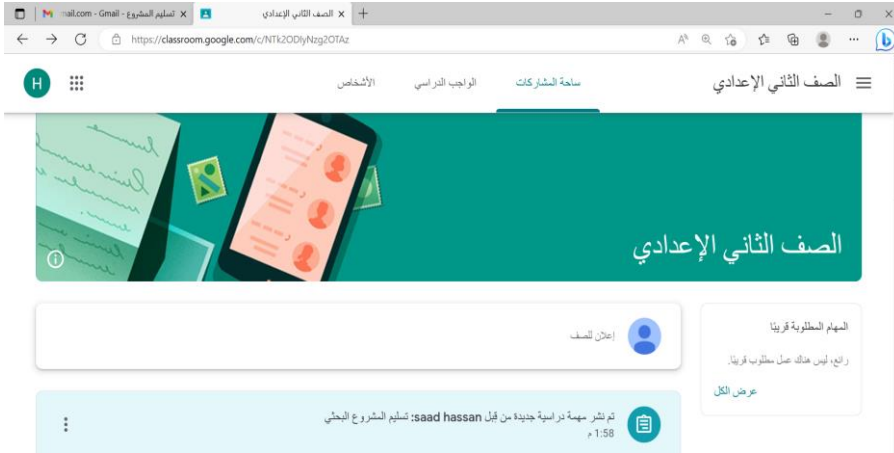 تسليم المشروع - mail.com - Gmail
الصف الثاني الإعدادي
https://classroom.google.com/c/NTk2ODIyNzg2OTAz
الصف الثاني الإعدادي
ساحة المشاركات
الواجب الدراسي
الأشخاص
H
الصف الثاني الإعدادي
المهام المطلوبة قريبًا
رائع، ليس هناك عمل مطلوب قريبًا.
عرض الكل
إعلان للصف
تم نشر مهمة دراسية جديدة من قبل saad hassan: تسليم المشروع البحثي
1:58 م